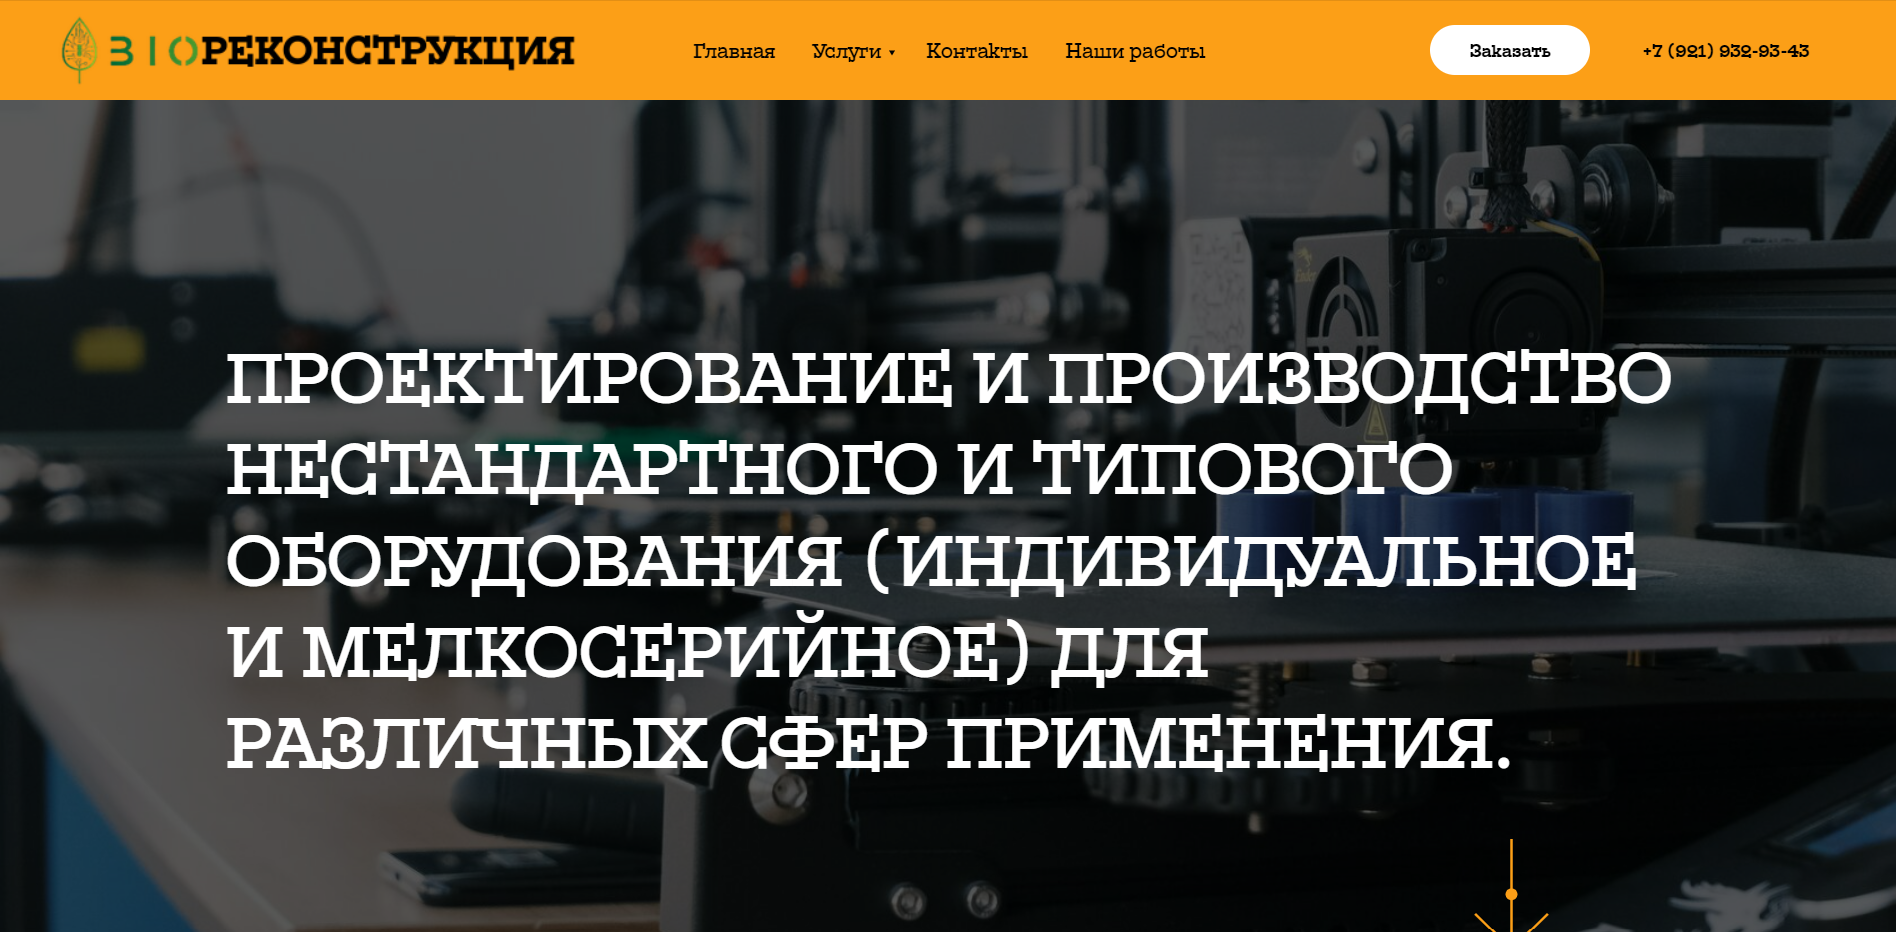 BIOРЕКОНСТРУКЦИЯ
Главная
Услуги
Контакты
Наши работы
Заказать
+7 (921) 932-93-43
ПРОЕКТИРОВАНИЕ И ПРОИЗВОДСТВО
НЕСТАНДАРТНОГО И ТИПОВОГО
ОБОРУДОВАНИЯ (ИНДИВИДУАЛЬНОЕ
И МЕЛКОСЕРИЙНОЕ) ДЛЯ
РАЗЛИЧНЫХ СФЕР ПРИМЕНЕНИЯ.